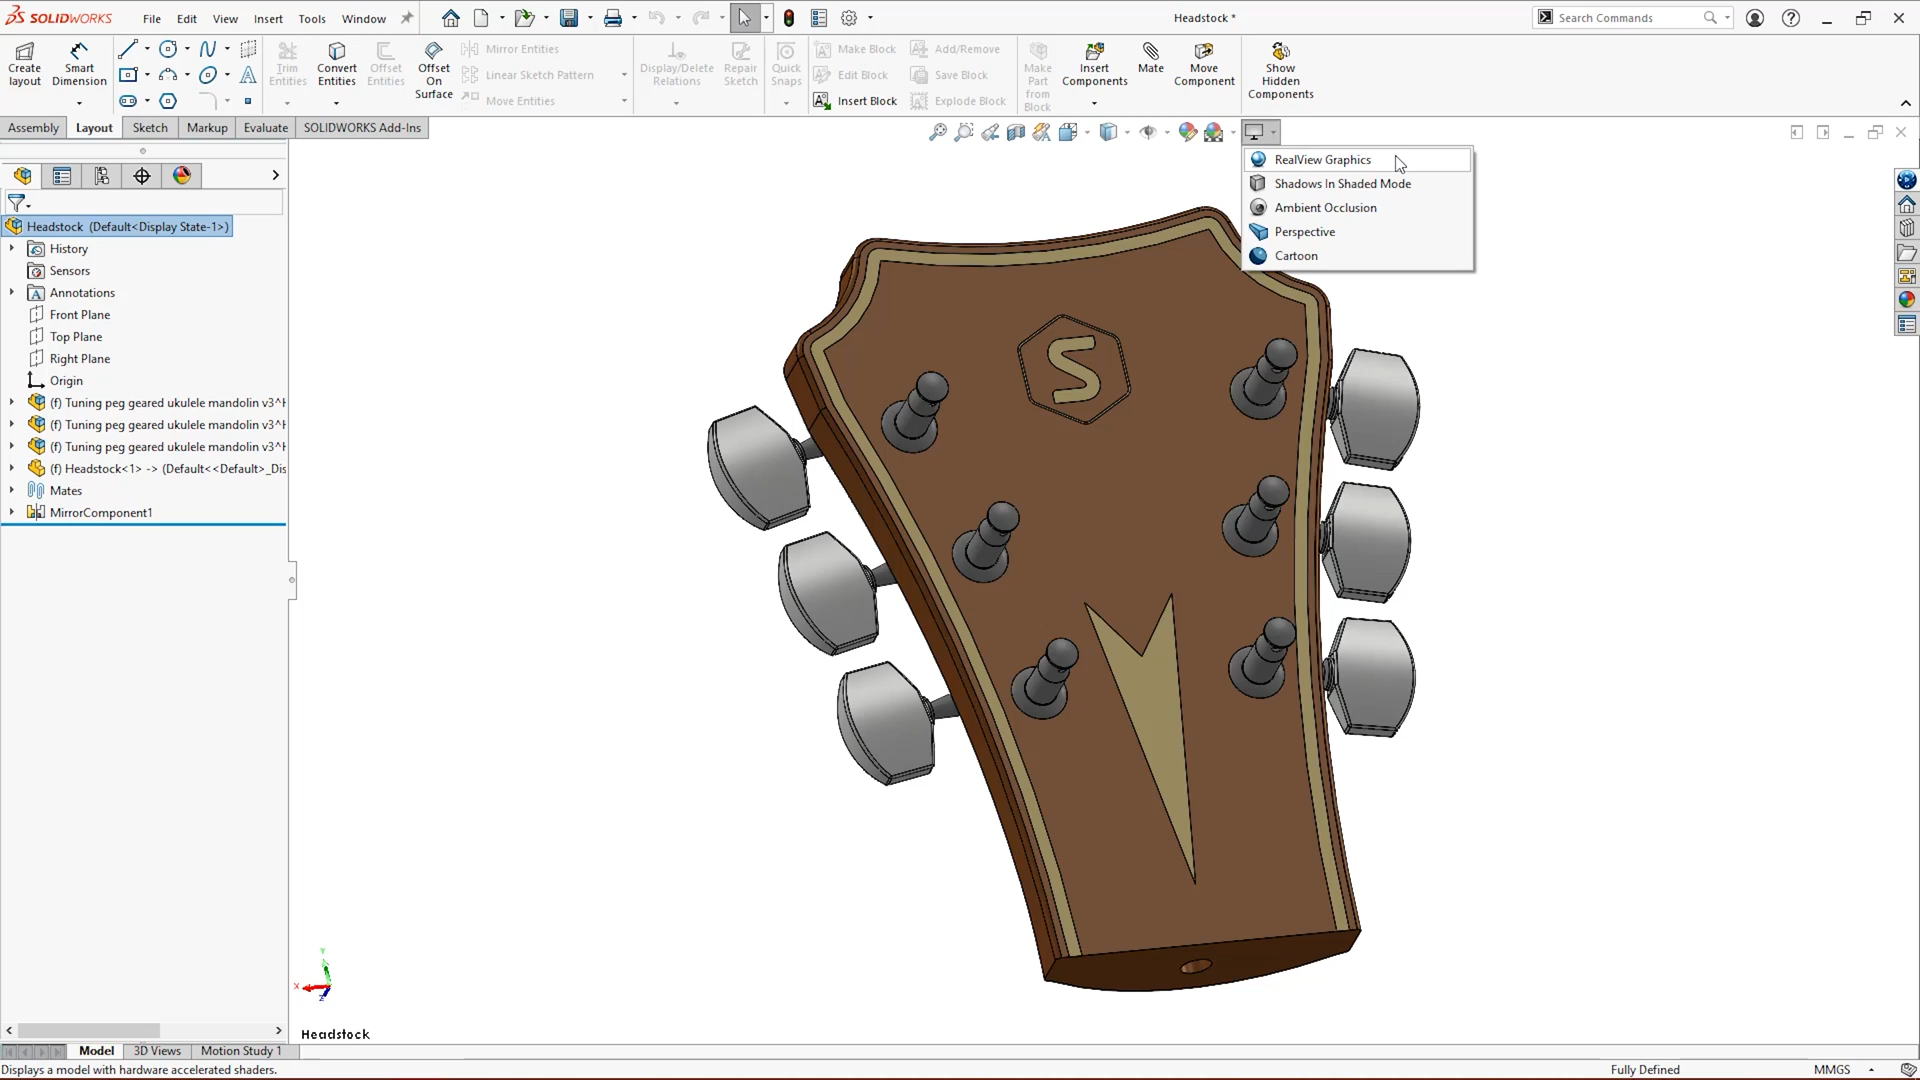 SOLIDWORKS File Edit View Insert Tools Window Headstock * Search Commands
Create layout
Smart Dimension
Trim Entities
Convert Entities
Offset Entities
Offset On Surface
Mirror Entities
Linear Sketch Pattern
Move Entities
Display/Delete Relations
Repair Sketch
Quick Snaps
Make Block
Edit Block
Insert Block
Add/Remove
Save Block
Explode Block
Make Part from Block
Insert Components
Mate
Move Component
Show Hidden Components
Assembly Layout Sketch Markup Evaluate SOLIDWORKS Add-Ins
RealView Graphics
Shadows In Shaded Mode
Ambient Occlusion
Perspective
Cartoon
Headstock (Default<Display State-1>)
History
Sensors
Annotations
Front Plane
Top Plane
Right Plane
Origin
(f) Tuning peg geared ukulele mandolin v3^
(f) Tuning peg geared ukulele mandolin v3^
(f) Tuning peg geared ukulele mandolin v3^
(f) Headstock<1> -> (Default<<Default>_Dis
Mates
MirrorComponent1
S
Y
X
Z
Headstock
Model 3D Views Motion Study 1
Displays a model with hardware accelerated shaders. Fully Defined MMGS